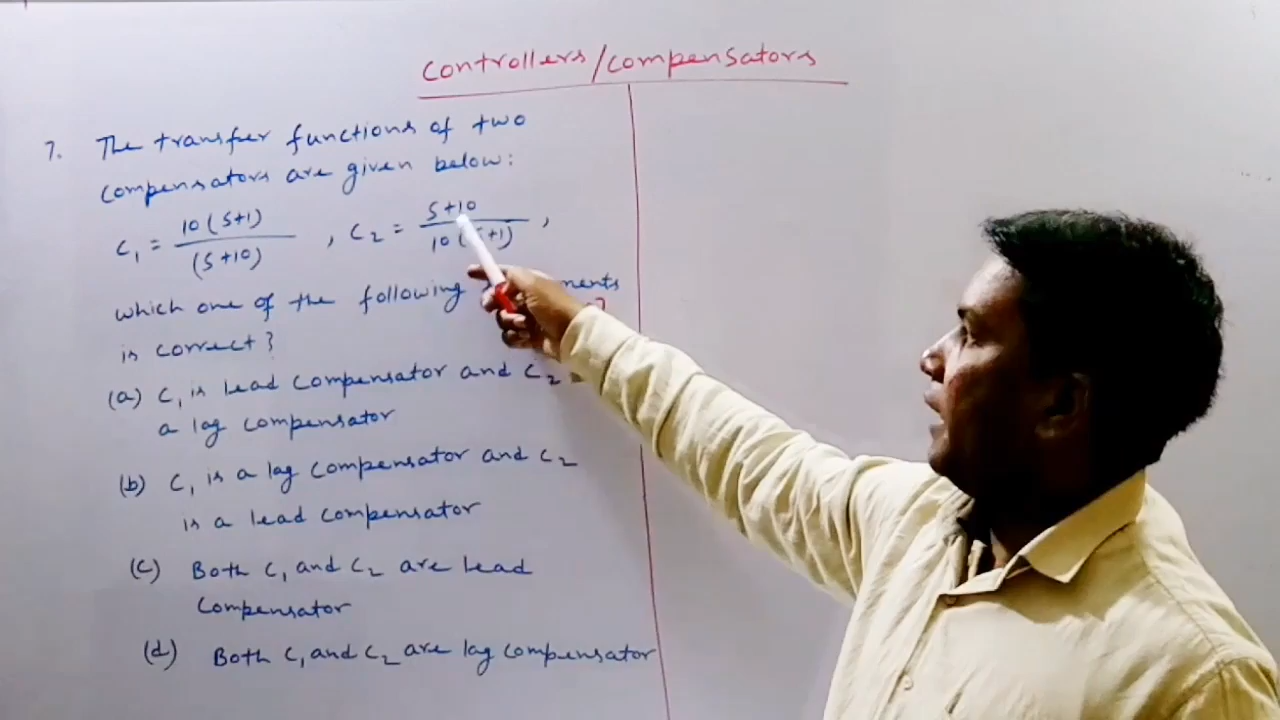 Controllers/Compensators
7. The transfer functions of two
compensators are given below:
C₁ = 10(s+1) / (s+10) , C₂ = s+10 / 10(s+1) ,
which one of the following
is correct?
(a) C₁ is lead compensator and C₂
a lag compensator
(b) C₁ is a lag compensator and C₂
is a lead compensator
(c) Both C₁ and C₂ are lead
compensator
(d) Both C₁ and C₂ are lag compensator